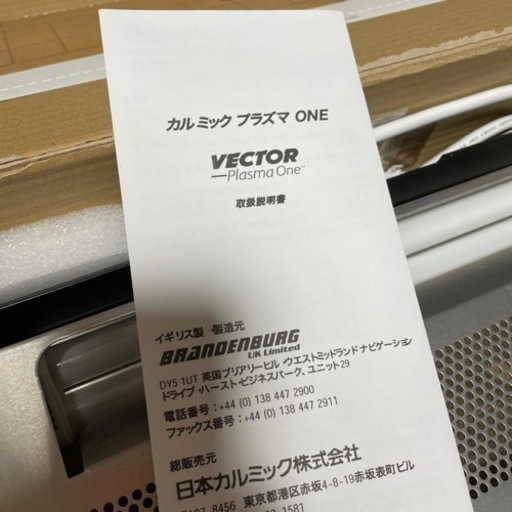 カルミック プラズマ ONE
VECTOR
Plasma One™
取扱説明書
イギリス製 製造元
BRANDENBURG
UK Limited
DY5 1UT 英国ブリアリーヒル・ウエストミッドランド ナビゲーション
ドライブ・ハースト・ビジネスパーク、ユニット29
電話番号：+44 (0) 138 447 2900
ファックス番号：+44 (0) 138 447 2911
総販売元
日本カルミック株式会社
8456 東京都港区赤坂4-8-19赤坂表町ビル
1581